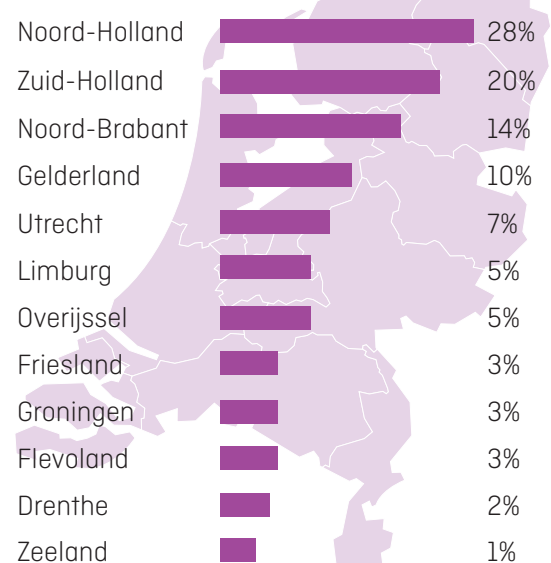 Noord-Holland 28%
Zuid-Holland 20%
Noord-Brabant 14%
Gelderland 10%
Utrecht 7%
Limburg 5%
Overijssel 5%
Friesland 3%
Groningen 3%
Flevoland 3%
Drenthe 2%
Zeeland 1%